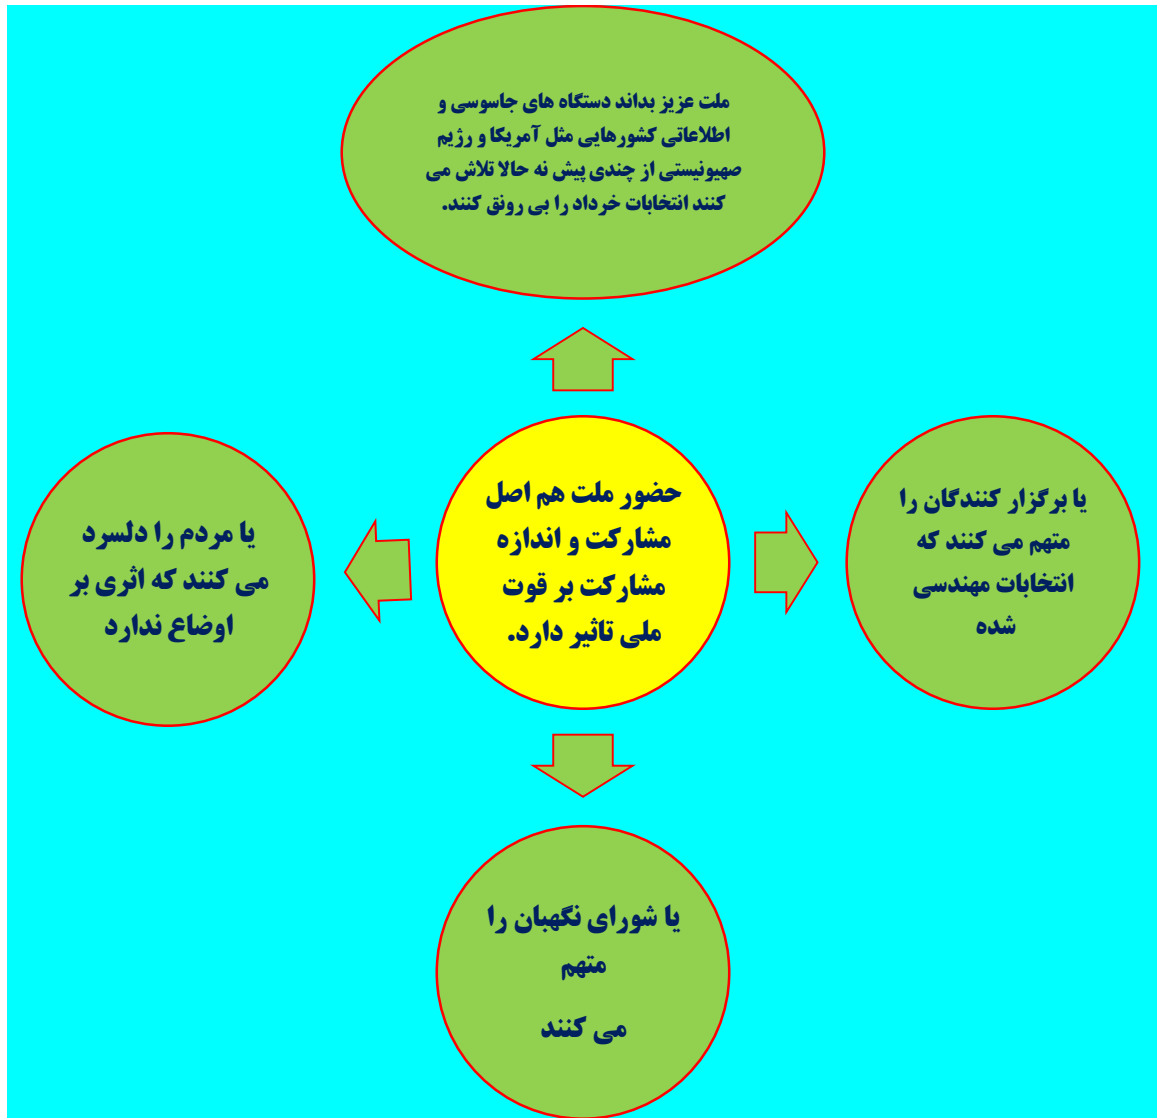 ملت عزیز بداند دستگاه های جاسوسی و
اطلاعاتی کشورهایی مثل آمریکا و رژیم
صهیونیستی از چندی پیش نه حالا تلاش می
کنند انتخابات خرداد را بی رونق کنند.
یا برگزار کنندگان را
متهم می کنند که
انتخابات مهندسی
شده
حضور ملت هم اصل
مشارکت و اندازه
مشارکت بر قوت
ملی تاثیر دارد.
یا مردم را دلسرد
می کنند که اثری بر
اوضاع ندارد
یا شورای نگهبان را
متهم
می کنند